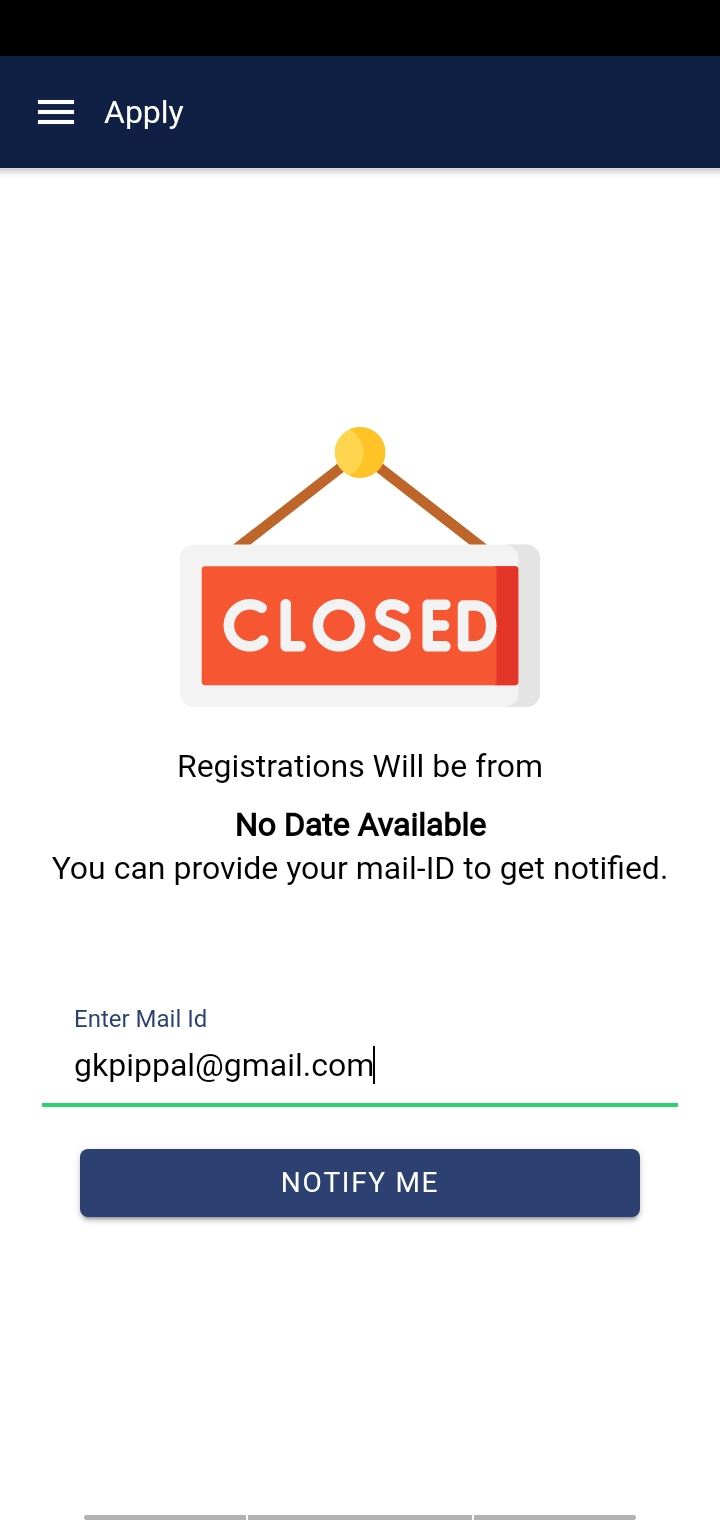 Apply
CLOSED
Registrations Will be from
No Date Available
You can provide your mail-ID to get notified.
Enter Mail Id
gkpippal@gmail.com
NOTIFY ME